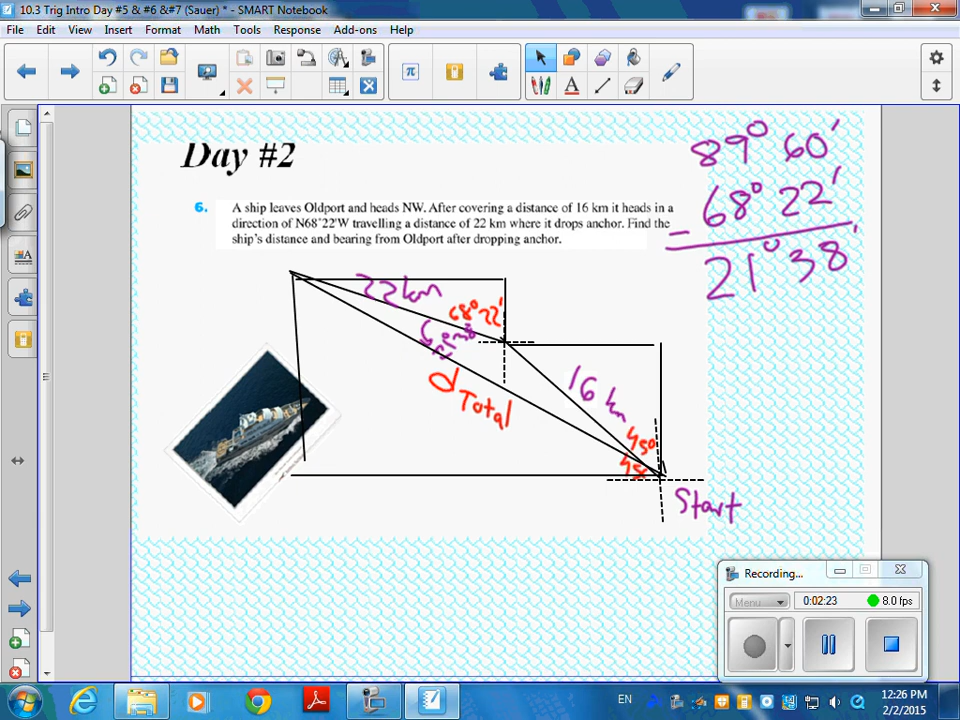 10.3 Trig Intro Day #5 & #6 &#7 (Sauer) * - SMART Notebook
File Edit View Insert Format Math Tools Response Add-ons Help
Day #2
89° 60'
- 68° 22'
21° 38'
6. A ship leaves Oldport and heads NW. After covering a distance of 16 km it heads in a
direction of N68°22'W travelling a distance of 22 km where it drops anchor. Find the
ship's distance and bearing from Oldport after dropping anchor.
22km
68° 22'
d Total
16 km
45°
45
Start
Recording...
Menu
0:02:23
8.0 fps
EN
12:26 PM
2/2/2015